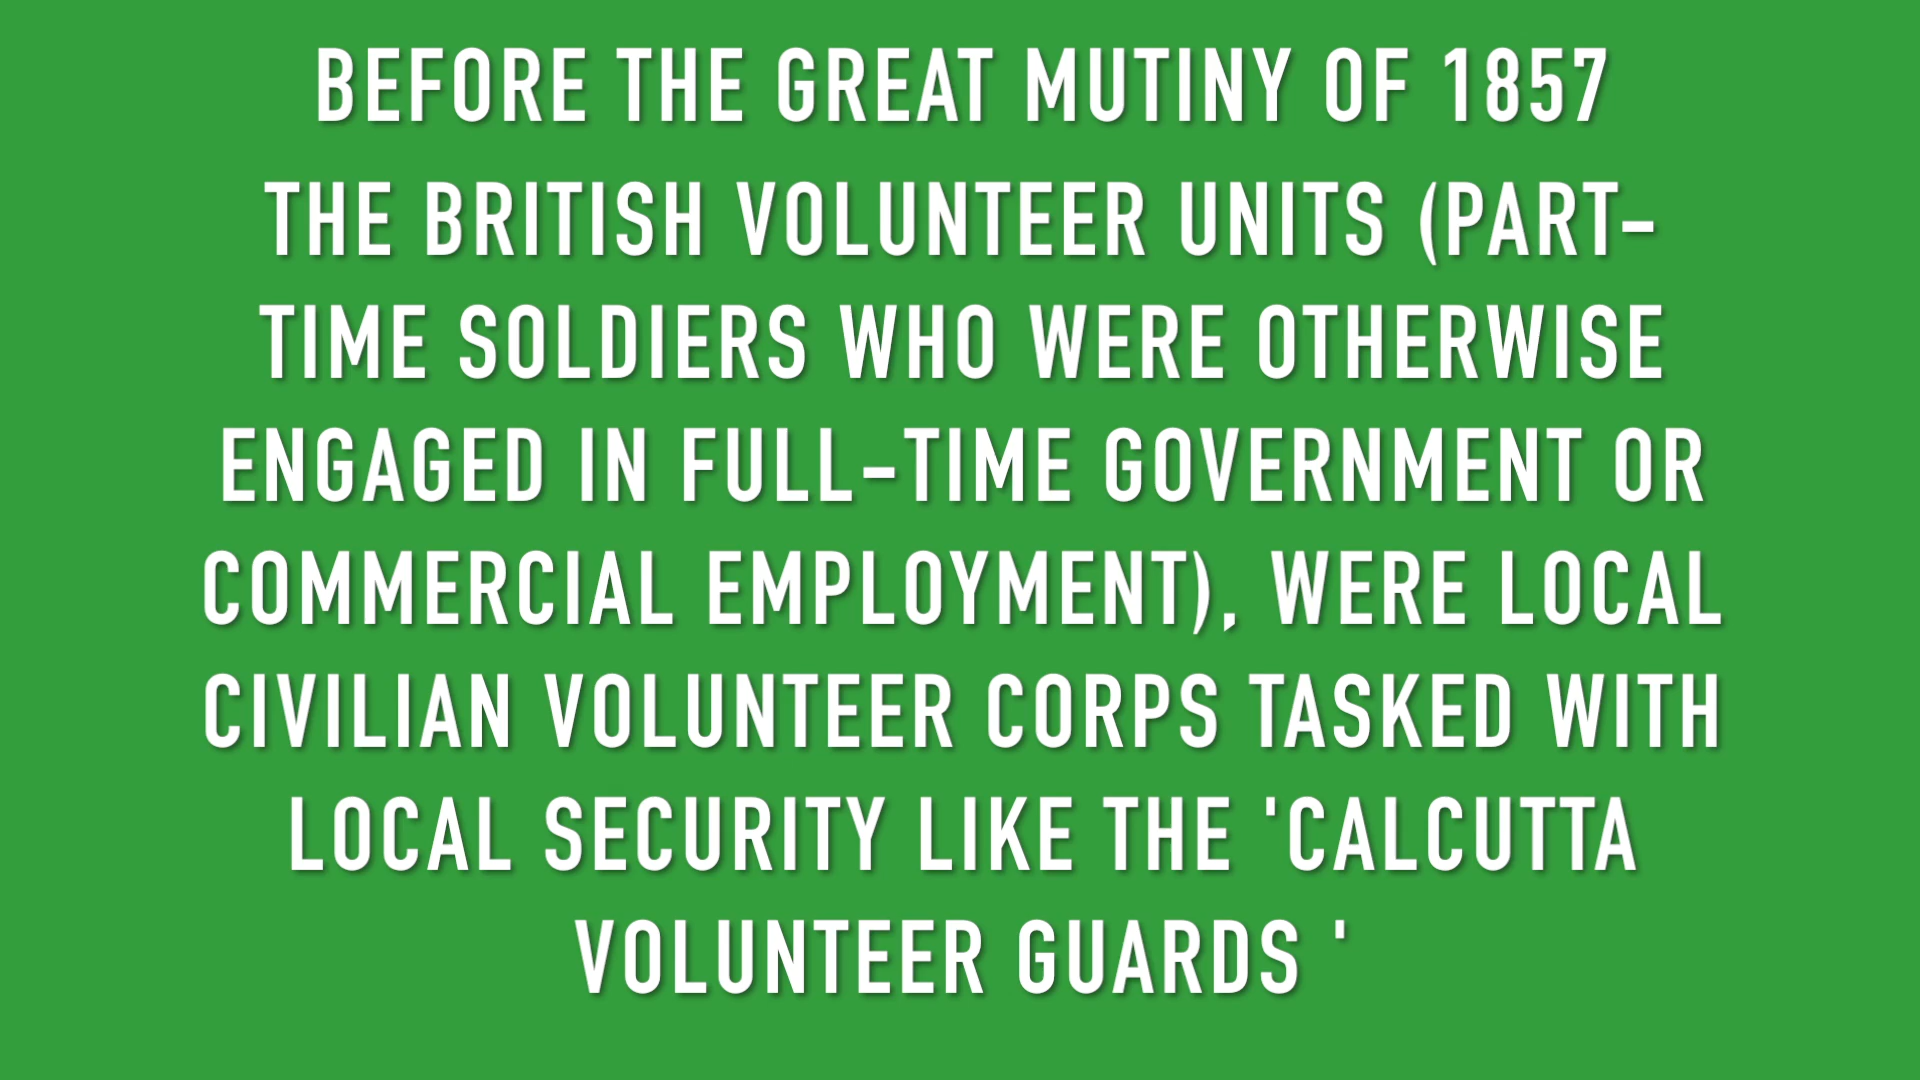 BEFORE THE GREAT MUTINY OF 1857
THE BRITISH VOLUNTEER UNITS (PART-
TIME SOLDIERS WHO WERE OTHERWISE
ENGAGED IN FULL-TIME GOVERNMENT OR
COMMERCIAL EMPLOYMENT), WERE LOCAL
CIVILIAN VOLUNTEER CORPS TASKED WITH
LOCAL SECURITY LIKE THE 'CALCUTTA
VOLUNTEER GUARDS '